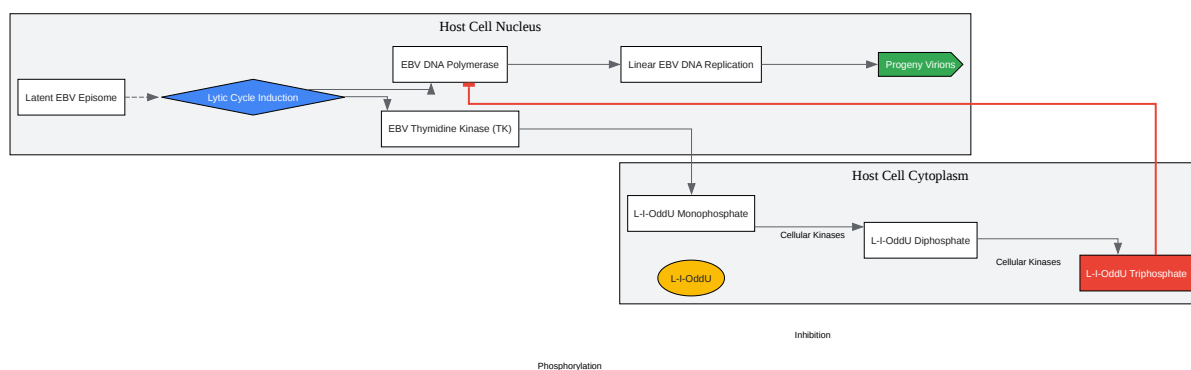 Host Cell Nucleus
EBV DNA Polymerase
Linear EBV DNA Replication
Progeny Virions
Latent EBV Episome
Lytic Cycle Induction
EBV Thymidine Kinase (TK)
Host Cell Cytoplasm
L-I-OddU Monophosphate
Cellular Kinases
L-I-OddU Diphosphate
Cellular Kinases
L-I-OddU Triphosphate
L-I-OddU
Inhibition
Phosphorylation